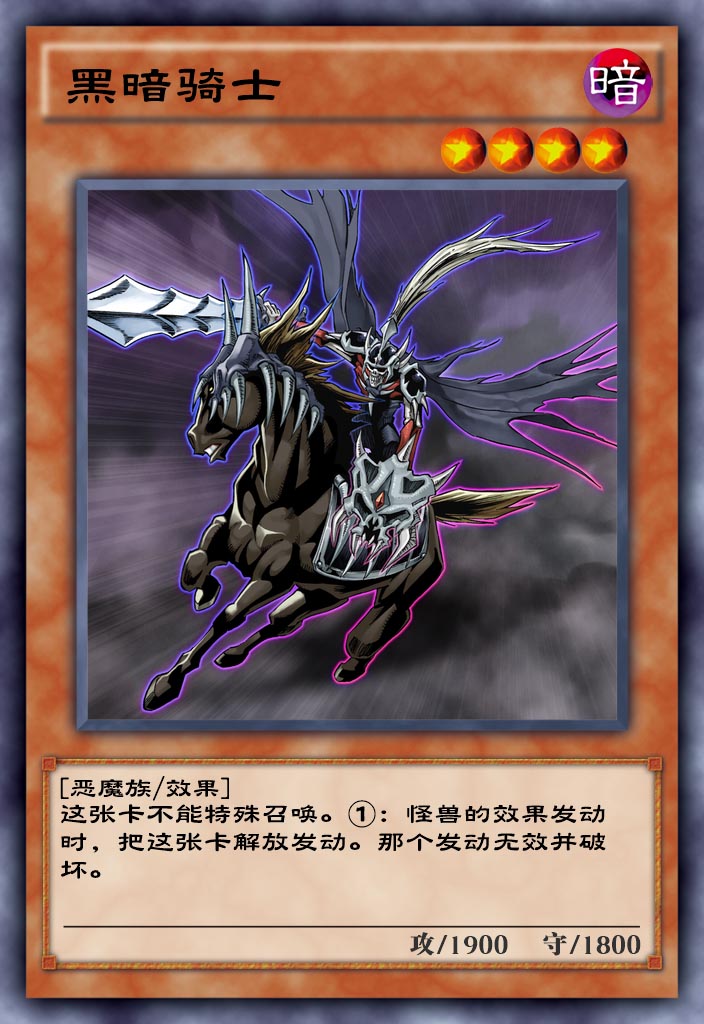 黑暗骑士
暗
[恶魔族/效果]
这张卡不能特殊召唤。①：怪兽的效果发动
时，把这张卡解放发动。那个发动无效并破
坏。
攻/1900 守/1800